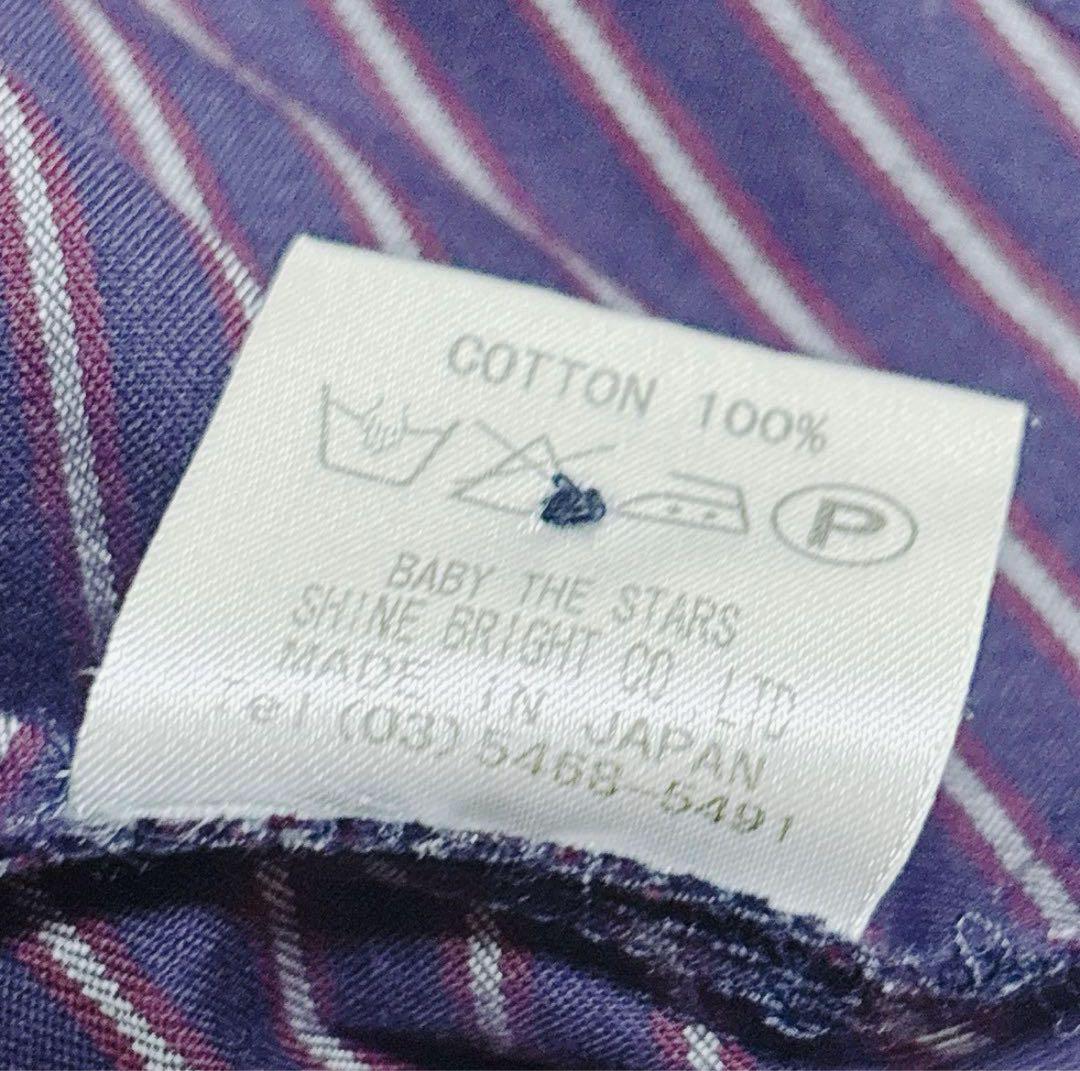 COTTON 100%
P
BABY THE STARS
SHINE BRIGHT CO. LTD
MADE iN JAPAN
Tel (03) 5468-5491